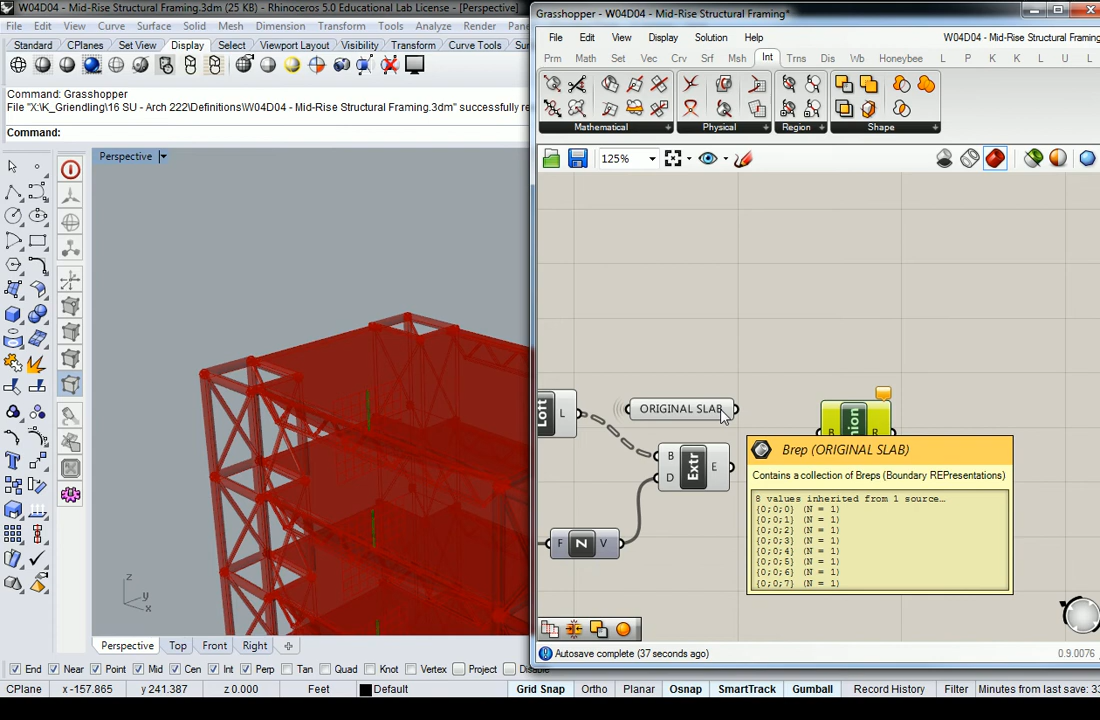 W04D04 - Mid-Rise Structural Framing.3dm (25 KB) - Rhinoceros 5.0 Educational Lab License - [Perspective]
File Edit View Curve Surface Solid Mesh Dimension Transform Tools Analyze Render Pan
Standard CPlanes Set View Display Select Viewport Layout Visibility Transform Curve Tools Sur
Command: Grasshopper
File "X:\K_Griendling\16 SU - Arch 222\Definitions\W04D04 - Mid-Rise Structural Framing.3dm" successfully re
Command:
Perspective
z
y
x
Perspective Top Front Right
End Near Point Mid Cen Int Perp Tan Quad Knot Vertex Project Disable
CPlane x -157.865 y 241.387 z 0.000 Feet Default Grid Snap Ortho Planar Osnap SmartTrack Gumball Record History Filter Minutes from last save: 33
Grasshopper - W04D04 - Mid-Rise Structural Framing*
File Edit View Display Solution Help W04D04 - Mid-Rise Structural Framing
Prm Math Set Vec Crv Srf Msh Int Trns Dis Wb Honeybee L P K K L U L
Mathematical Physical Region Shape
125%
Loft L
ORIGINAL SLAB
B D Extr E
F N V
B nion R
Brep (ORIGINAL SLAB)
Contains a collection of Breps (Boundary REPresentations)
8 values inherited from 1 source…
{0;0;0} (N = 1)
{0;0;1} (N = 1)
{0;0;2} (N = 1)
{0;0;3} (N = 1)
{0;0;4} (N = 1)
{0;0;5} (N = 1)
{0;0;6} (N = 1)
{0;0;7} (N = 1)
Autosave complete (37 seconds ago)
0.9.0076